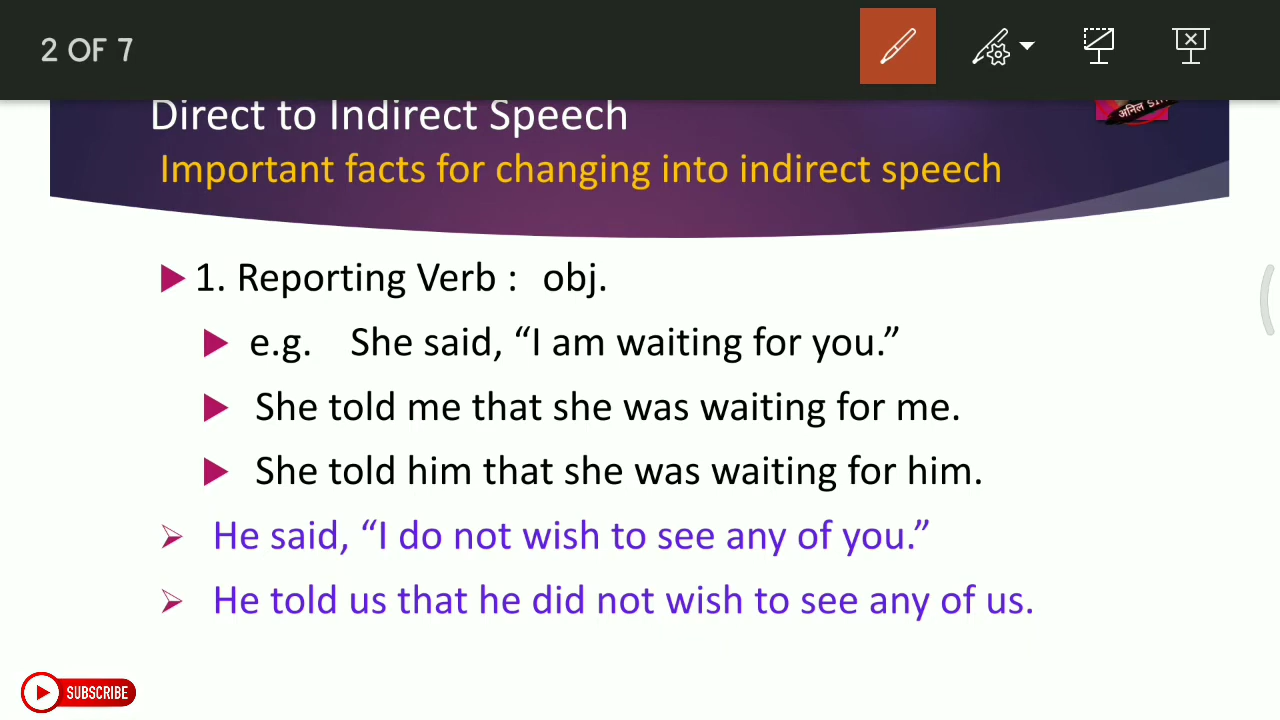 2 OF 7
Direct to Indirect Speech
अनिल
Important facts for changing into indirect speech
1. Reporting Verb : obj.
e.g. She said, “I am waiting for you.”
She told me that she was waiting for me.
She told him that she was waiting for him.
He said, “I do not wish to see any of you.”
He told us that he did not wish to see any of us.
SUBSCRIBE